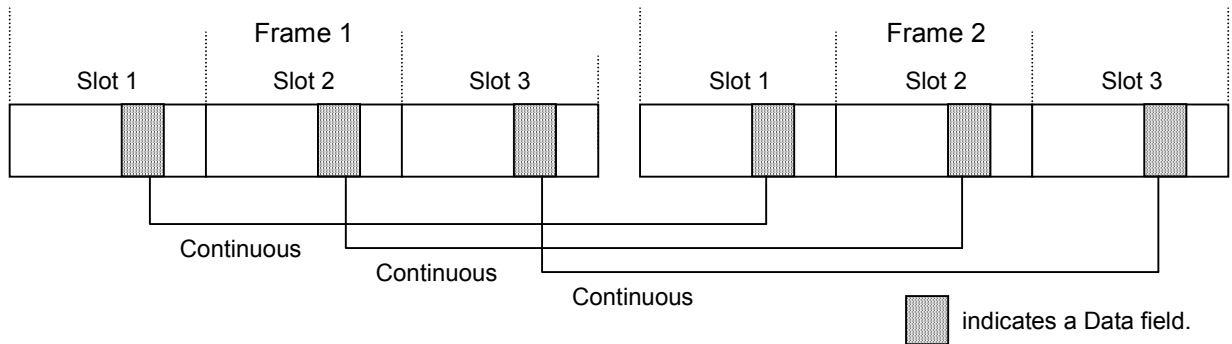 Frame 1
Frame 2
Slot 1
Slot 2
Slot 3
Slot 1
Slot 2
Slot 3
Continuous
Continuous
Continuous
indicates a Data field.